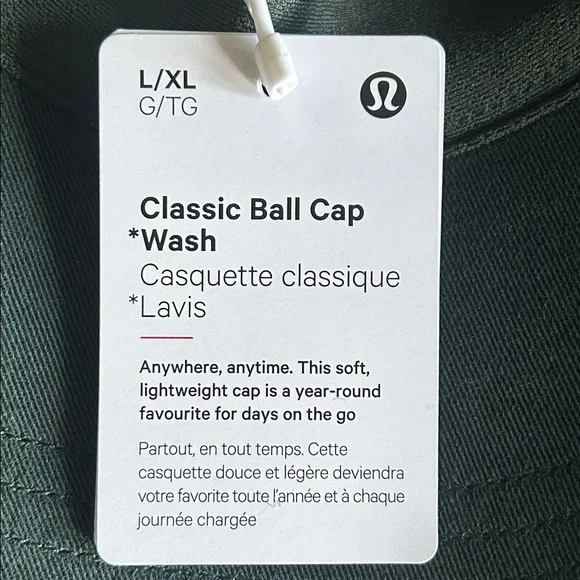 L/XL
G/TG
Classic Ball Cap
*Wash
Casquette classique
*Lavis
Anywhere, anytime. This soft,
lightweight cap is a year-round
favourite for days on the go
Partout, en tout temps. Cette
casquette douce et légère deviendra
votre favorite toute l'année et à chaque
journée chargée